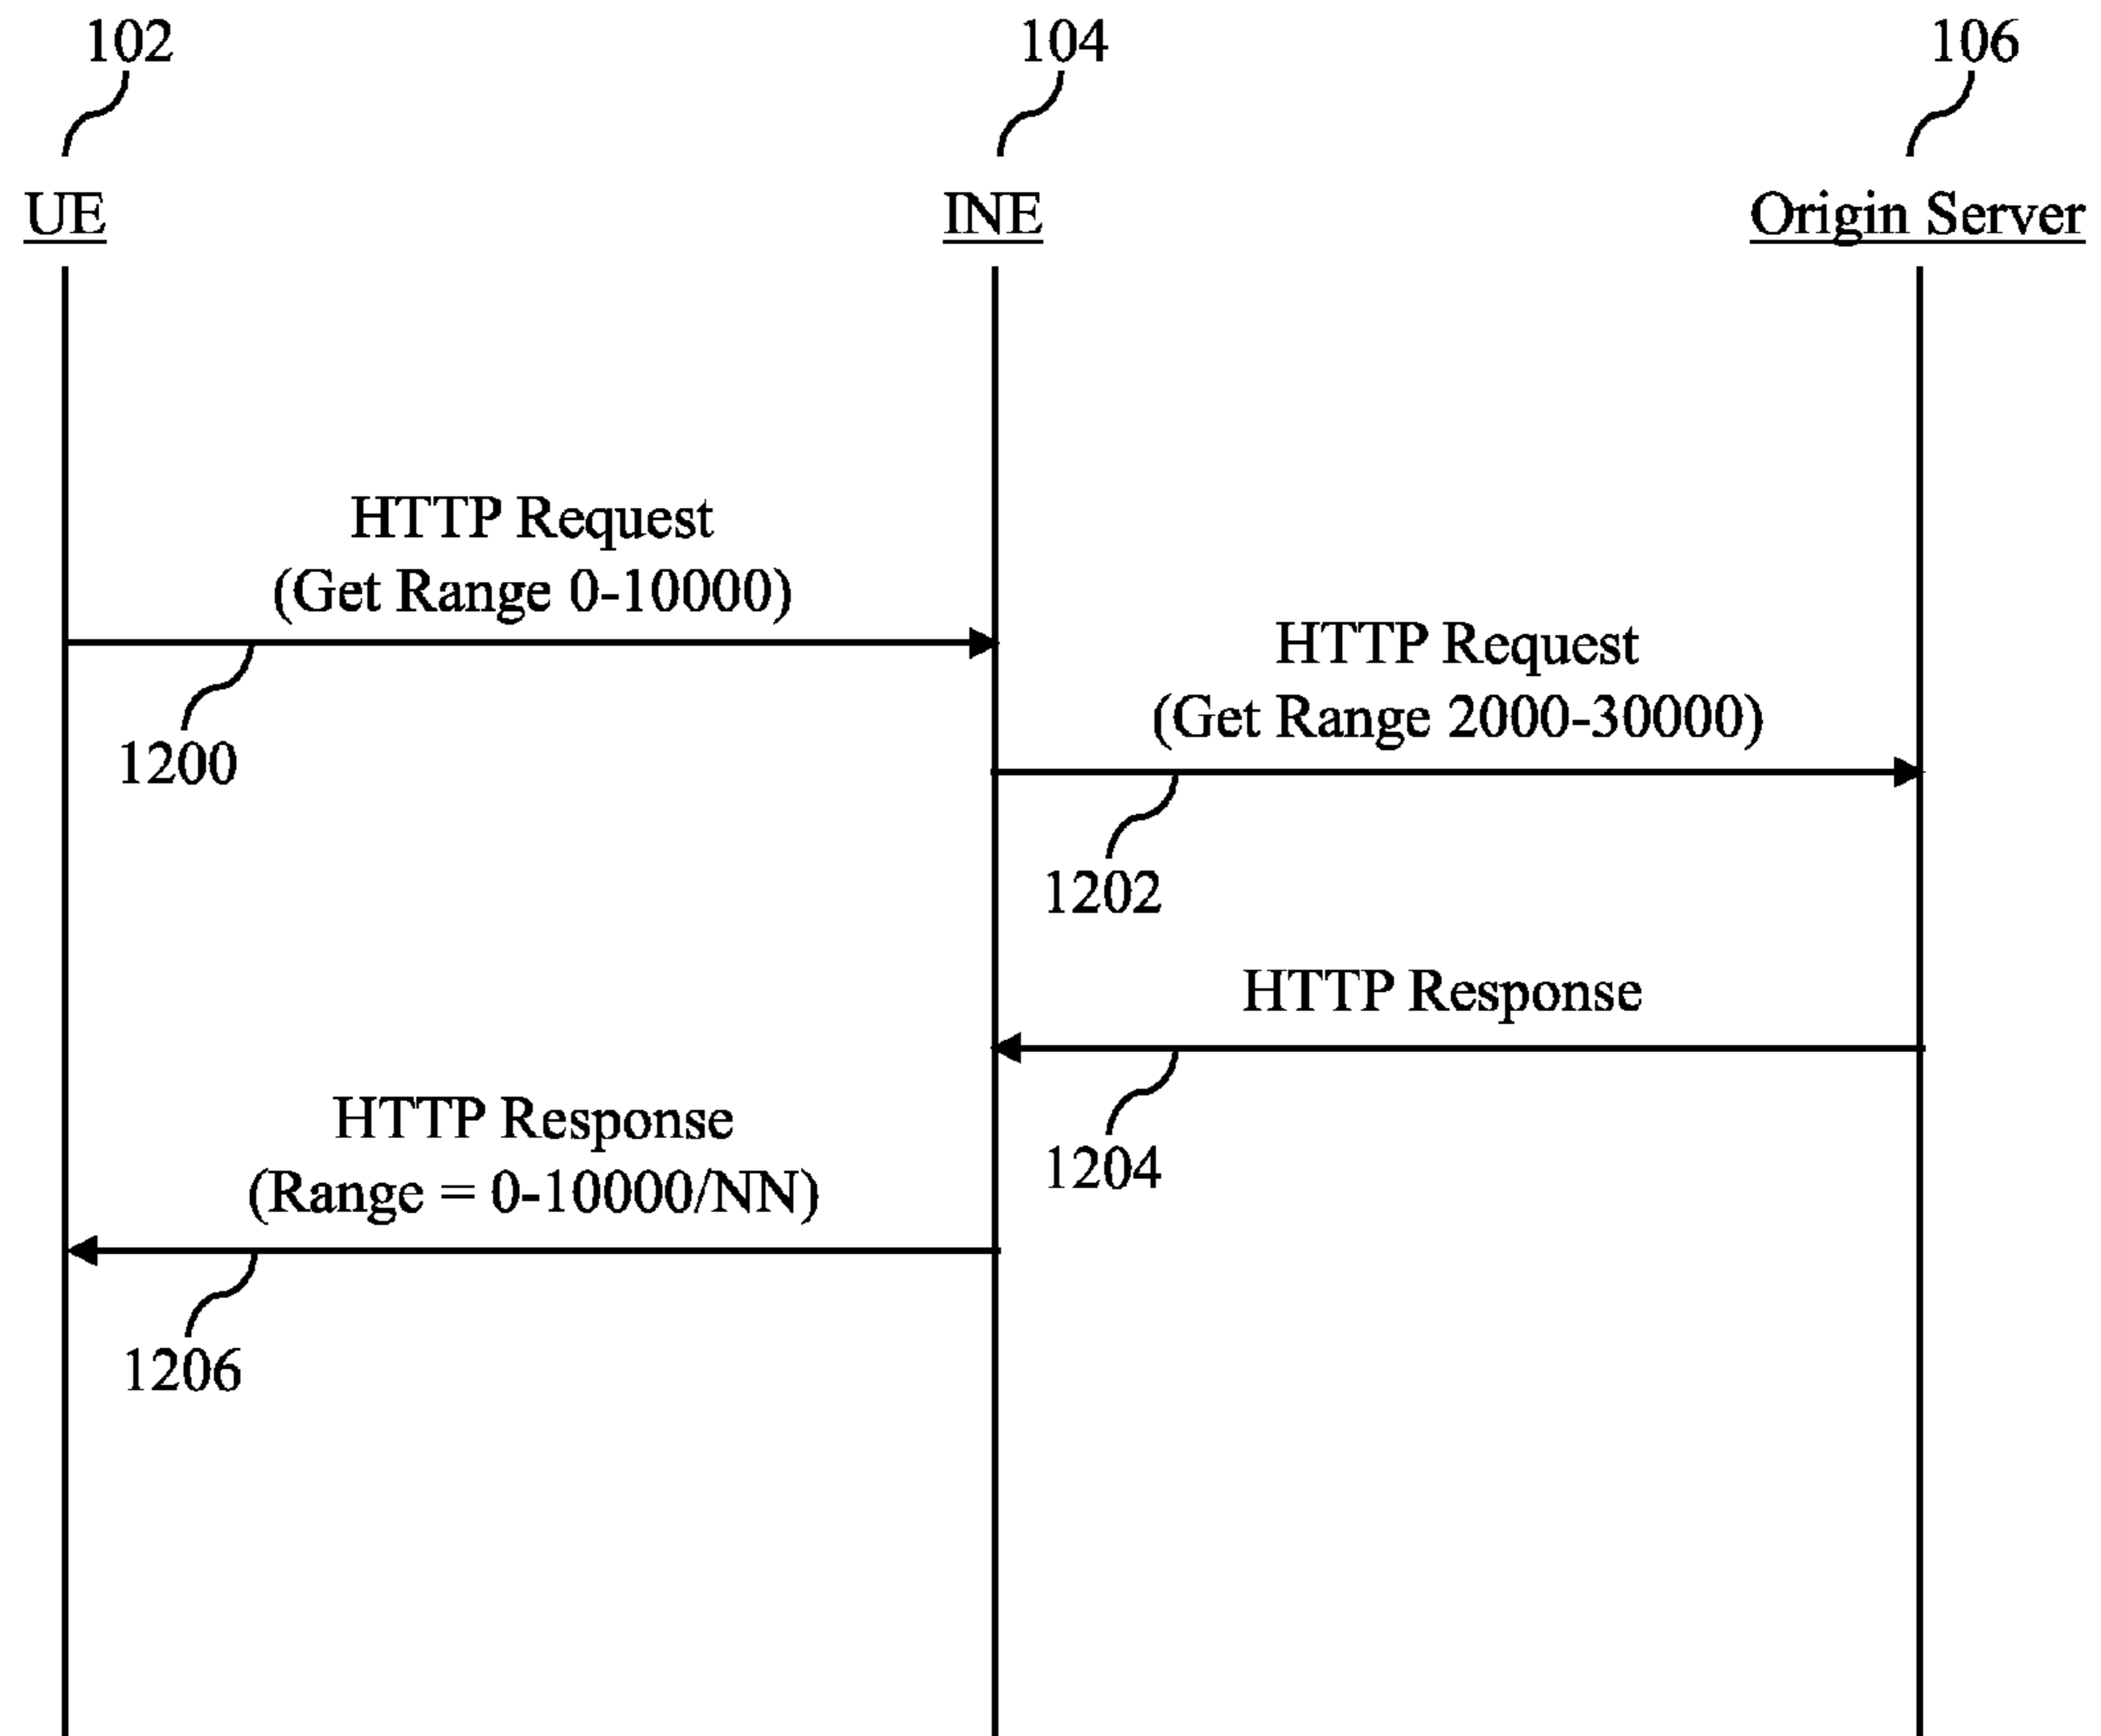 102
104
106
UE
INE
Origin Server
HTTP Request
(Get Range 0-10000)
1200
HTTP Request
(Get Range 2000-30000)
1202
HTTP Response
1204
HTTP Response
(Range = 0-10000/NN)
1206